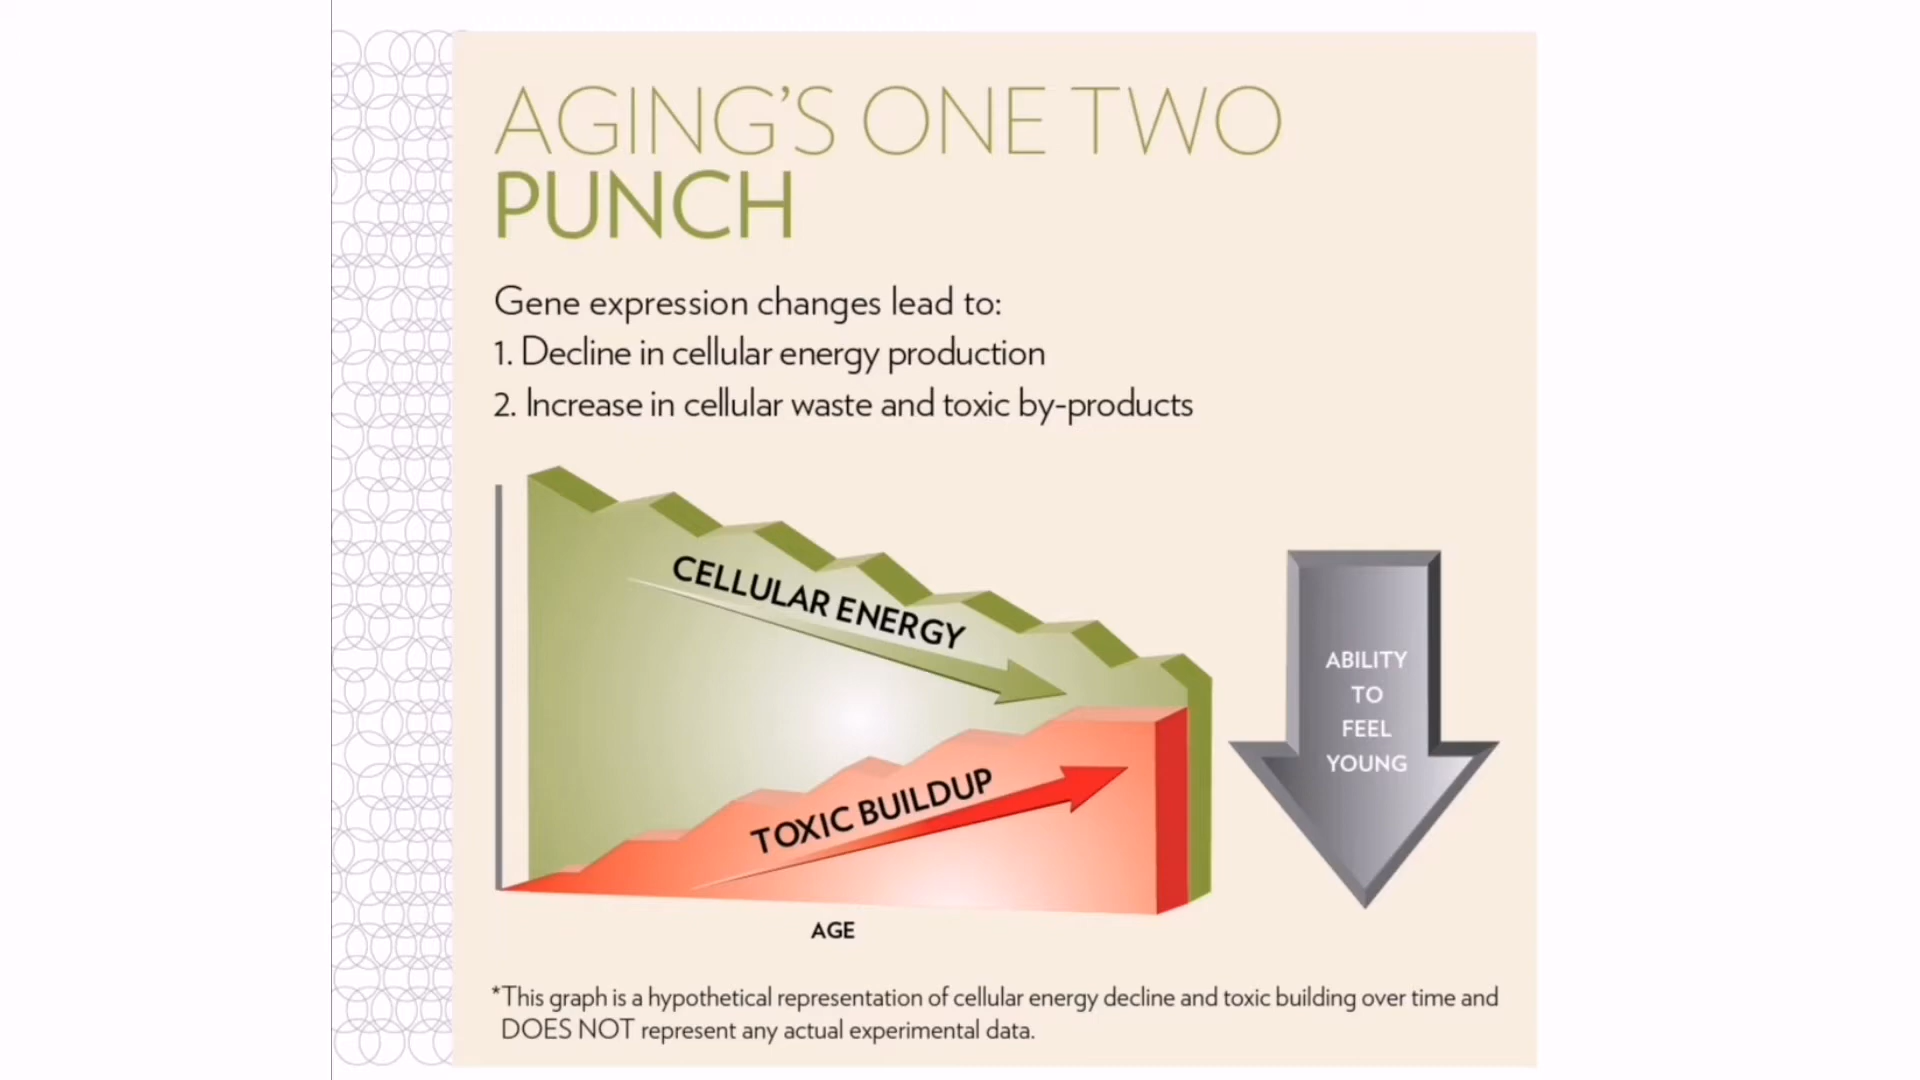 AGING'S ONE TWO
PUNCH
Gene expression changes lead to:
1. Decline in cellular energy production
2. Increase in cellular waste and toxic by-products
CELLULAR ENERGY
TOXIC BUILDUP
AGE
ABILITY
TO
FEEL
YOUNG
*This graph is a hypothetical representation of cellular energy decline and toxic building over time and
DOES NOT represent any actual experimental data.